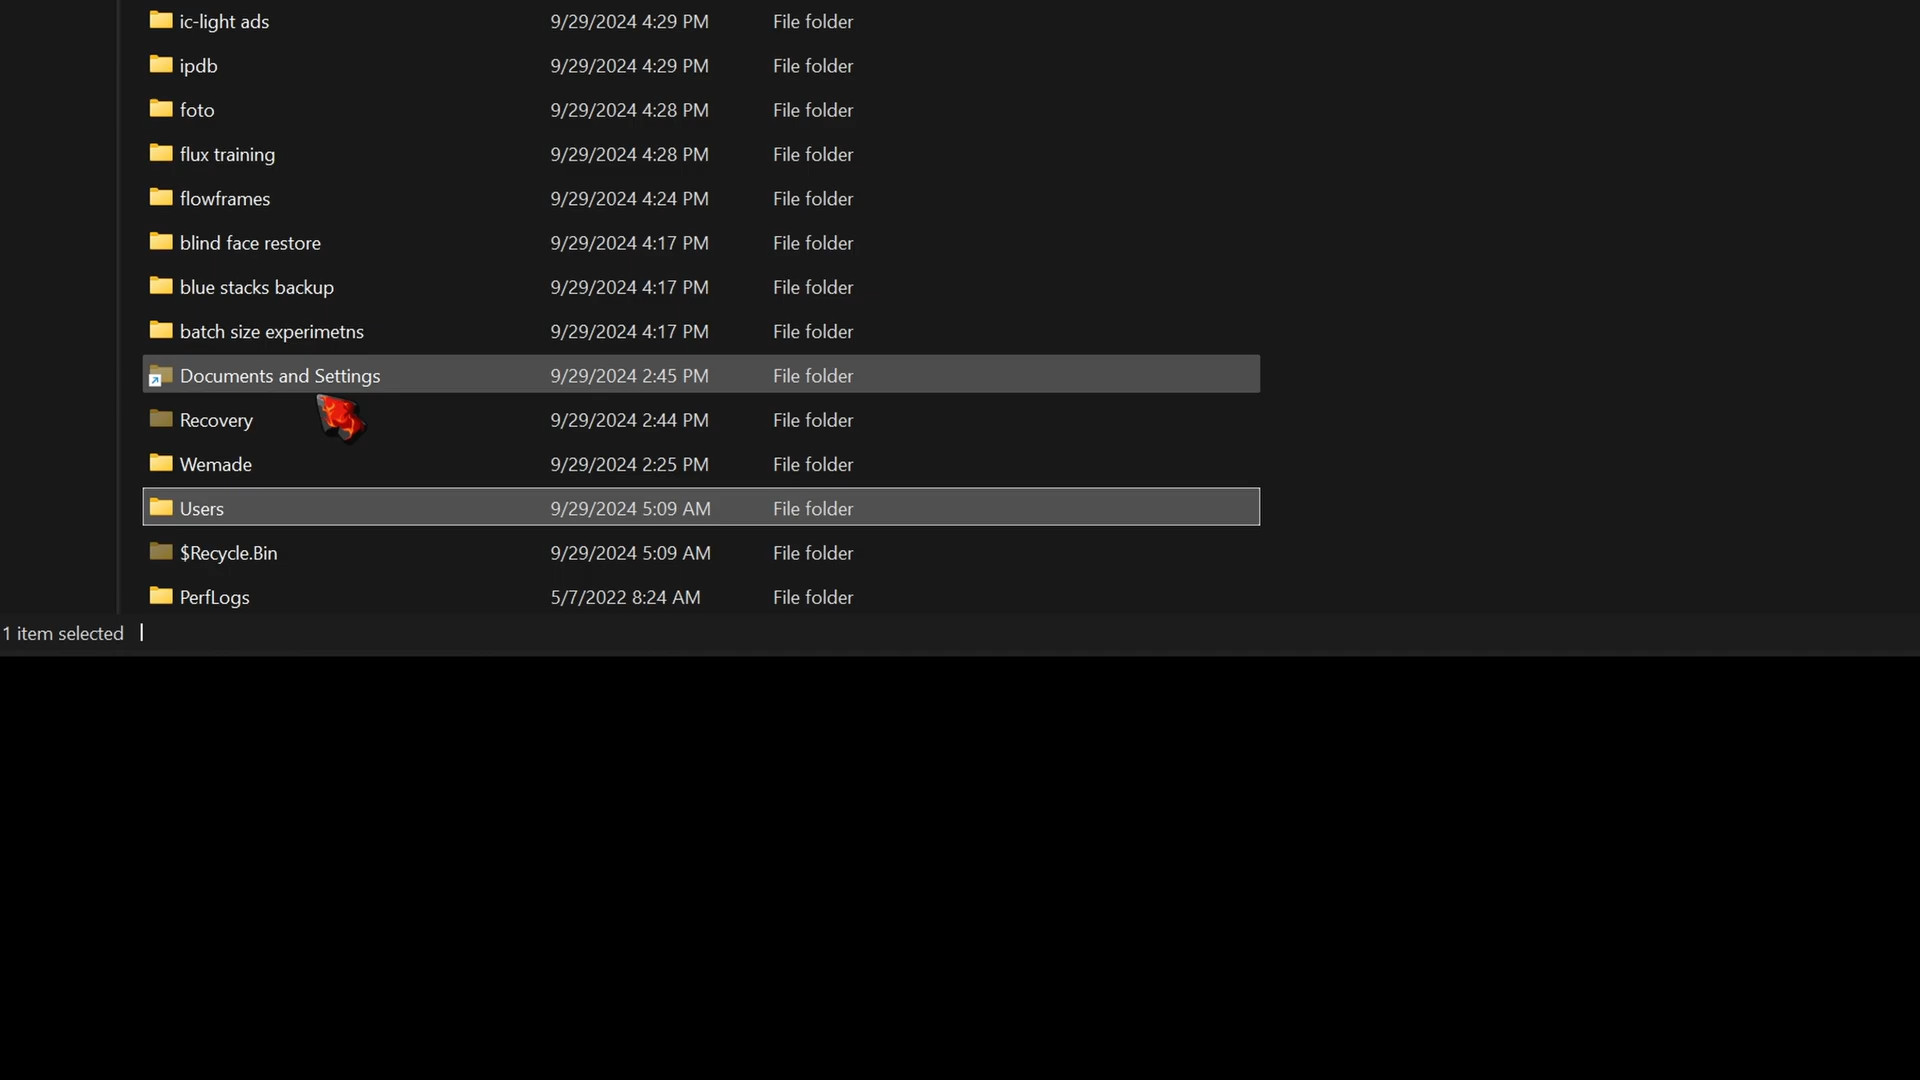 ic-light ads 9/29/2024 4:29 PM File folder
ipdb 9/29/2024 4:29 PM File folder
foto 9/29/2024 4:28 PM File folder
flux training 9/29/2024 4:28 PM File folder
flowframes 9/29/2024 4:24 PM File folder
blind face restore 9/29/2024 4:17 PM File folder
blue stacks backup 9/29/2024 4:17 PM File folder
batch size experimetns 9/29/2024 4:17 PM File folder
Documents and Settings 9/29/2024 2:45 PM File folder
Recovery 9/29/2024 2:44 PM File folder
Wemade 9/29/2024 2:25 PM File folder
Users 9/29/2024 5:09 AM File folder
$Recycle.Bin 9/29/2024 5:09 AM File folder
PerfLogs 5/7/2022 8:24 AM File folder
1 item selected